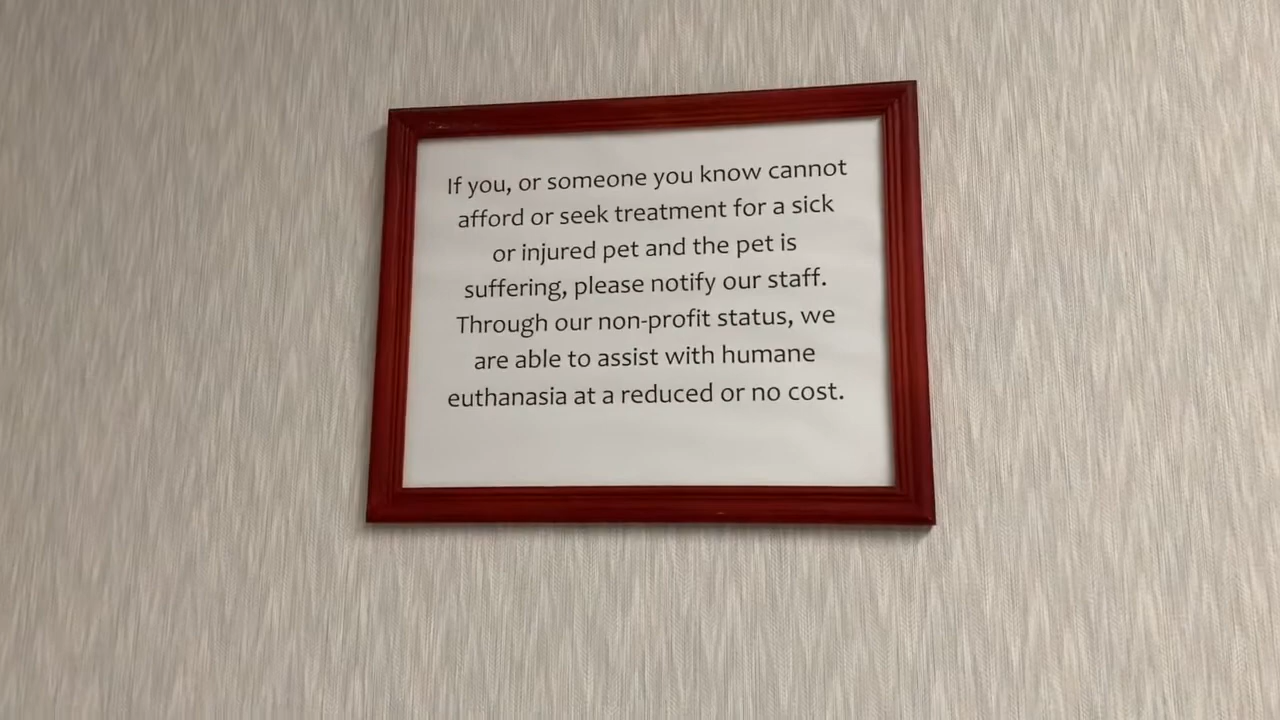 If you, or someone you know cannot
afford or seek treatment for a sick
or injured pet and the pet is
suffering, please notify our staff.
Through our non-profit status, we
are able to assist with humane
euthanasia at a reduced or no cost.